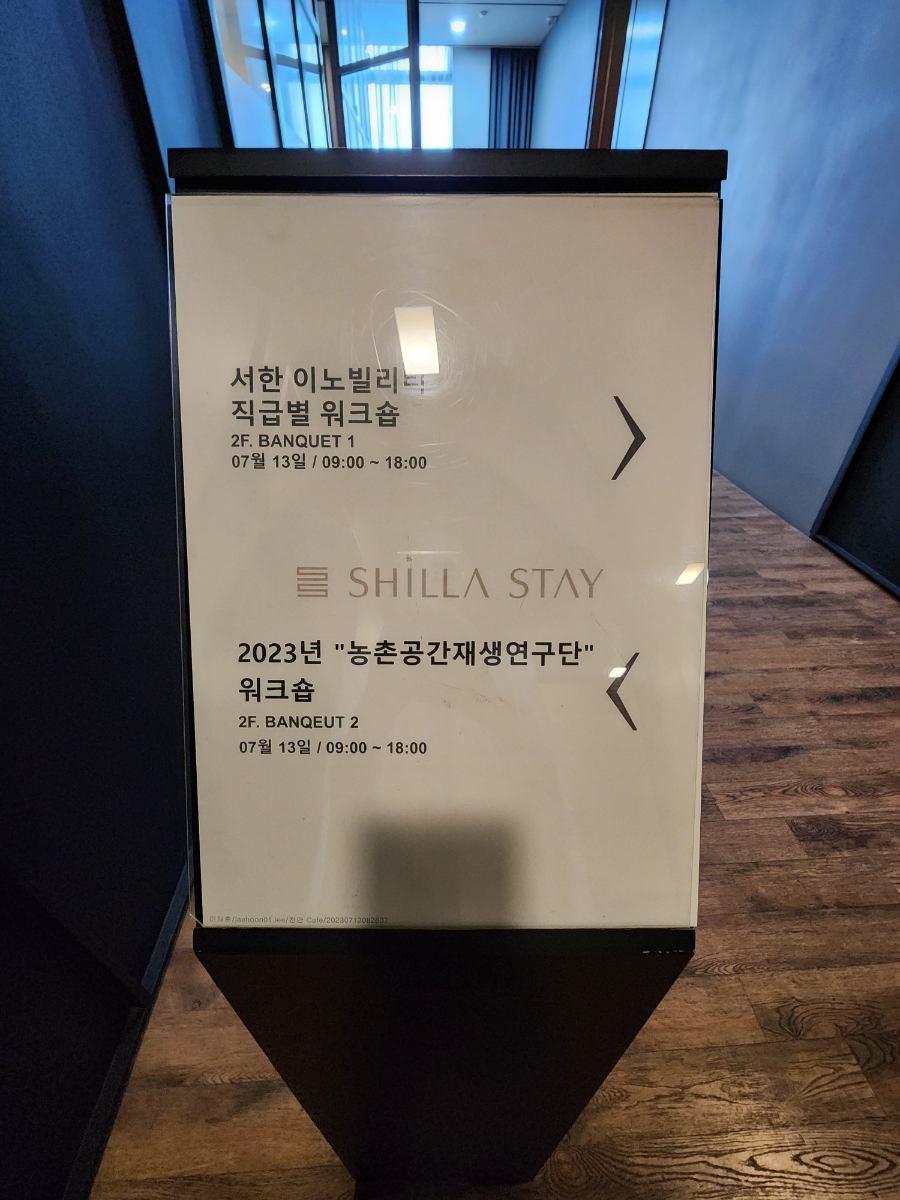 서한 이노빌리티
직급별 워크숍
2F. BANQUET 1
07월 13일 / 09:00 ~ 18:00
SHILLA STAY
2023년 "농촌공간재생연구단"
워크숍
2F. BANQEUT 2
07월 13일 / 09:00 ~ 18:00